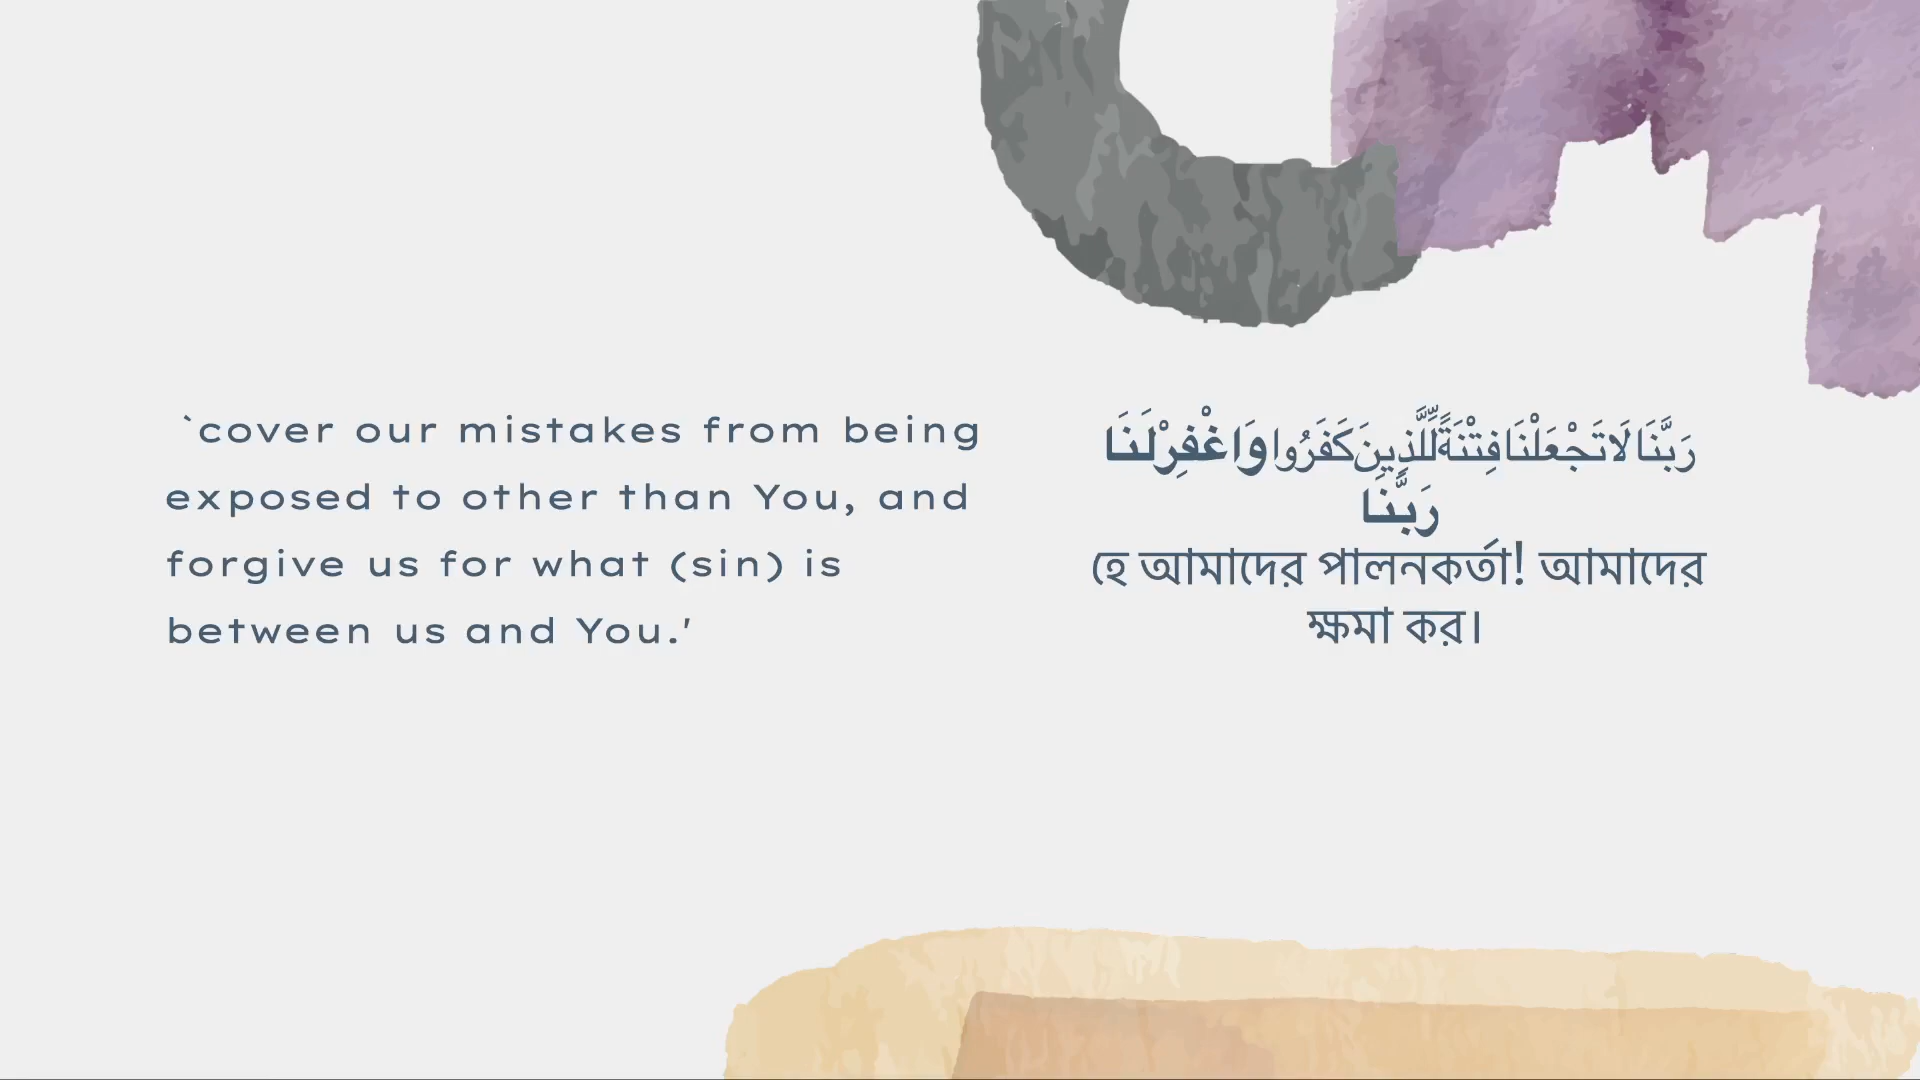 `cover our mistakes from being
exposed to other than You, and
forgive us for what (sin) is
between us and You.'
رَبَّنَا لَا تَجْعَلْنَا فِتْنَةً لِّلَّذِينَ كَفَرُوا وَاغْفِرْ لَنَا
رَبَّنَا
হে আমাদের পালনকর্তা! আমাদের
ক্ষমা কর।